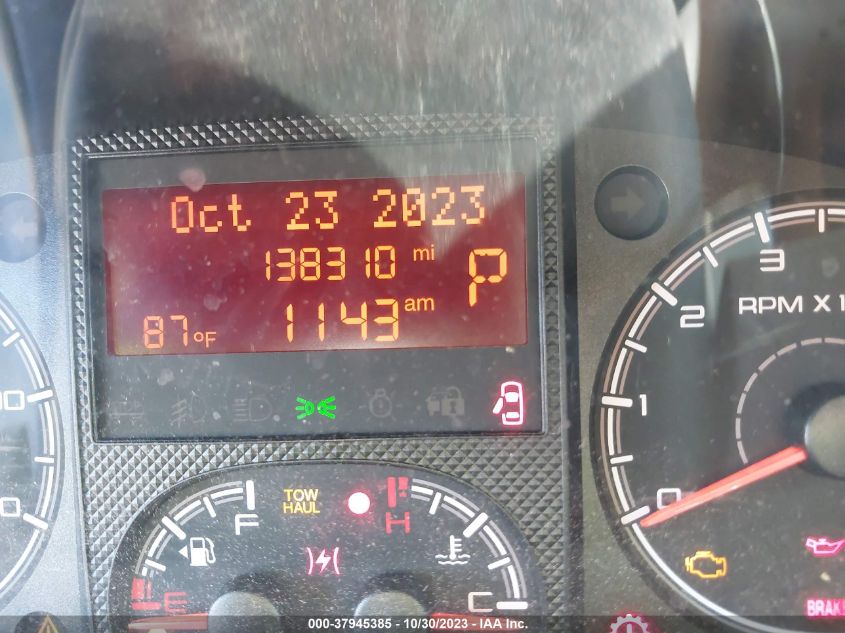 Oct 23 2023
138310 mi
87°F 1143 am P
3
2
RPM X 1
1
0
TOW
HAUL
F
H
E
C
BRAKE
000-37945385 - 10/30/2023 - IAA Inc.